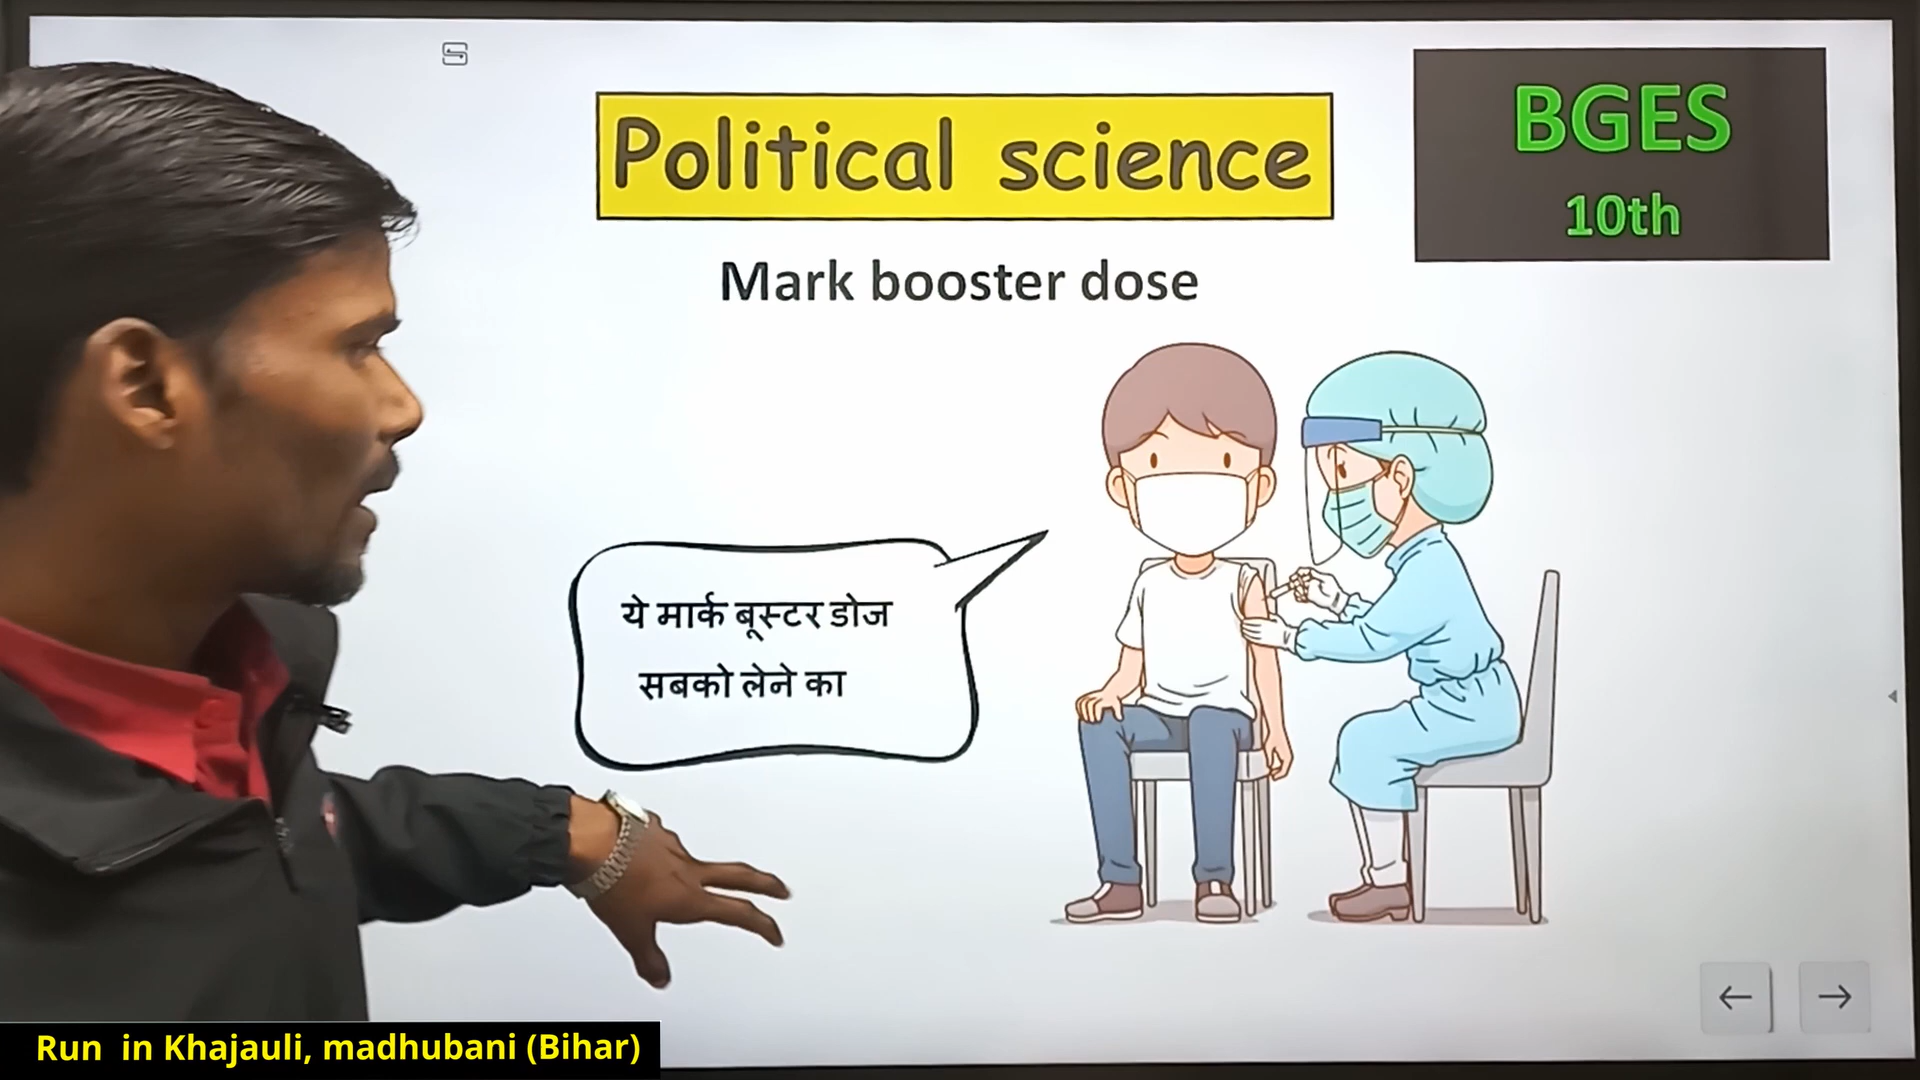 Political science
BGES
10th
Mark booster dose
ये मार्क बूस्टर डोज
सबको लेने का
Run in Khajauli, madhubani (Bihar)